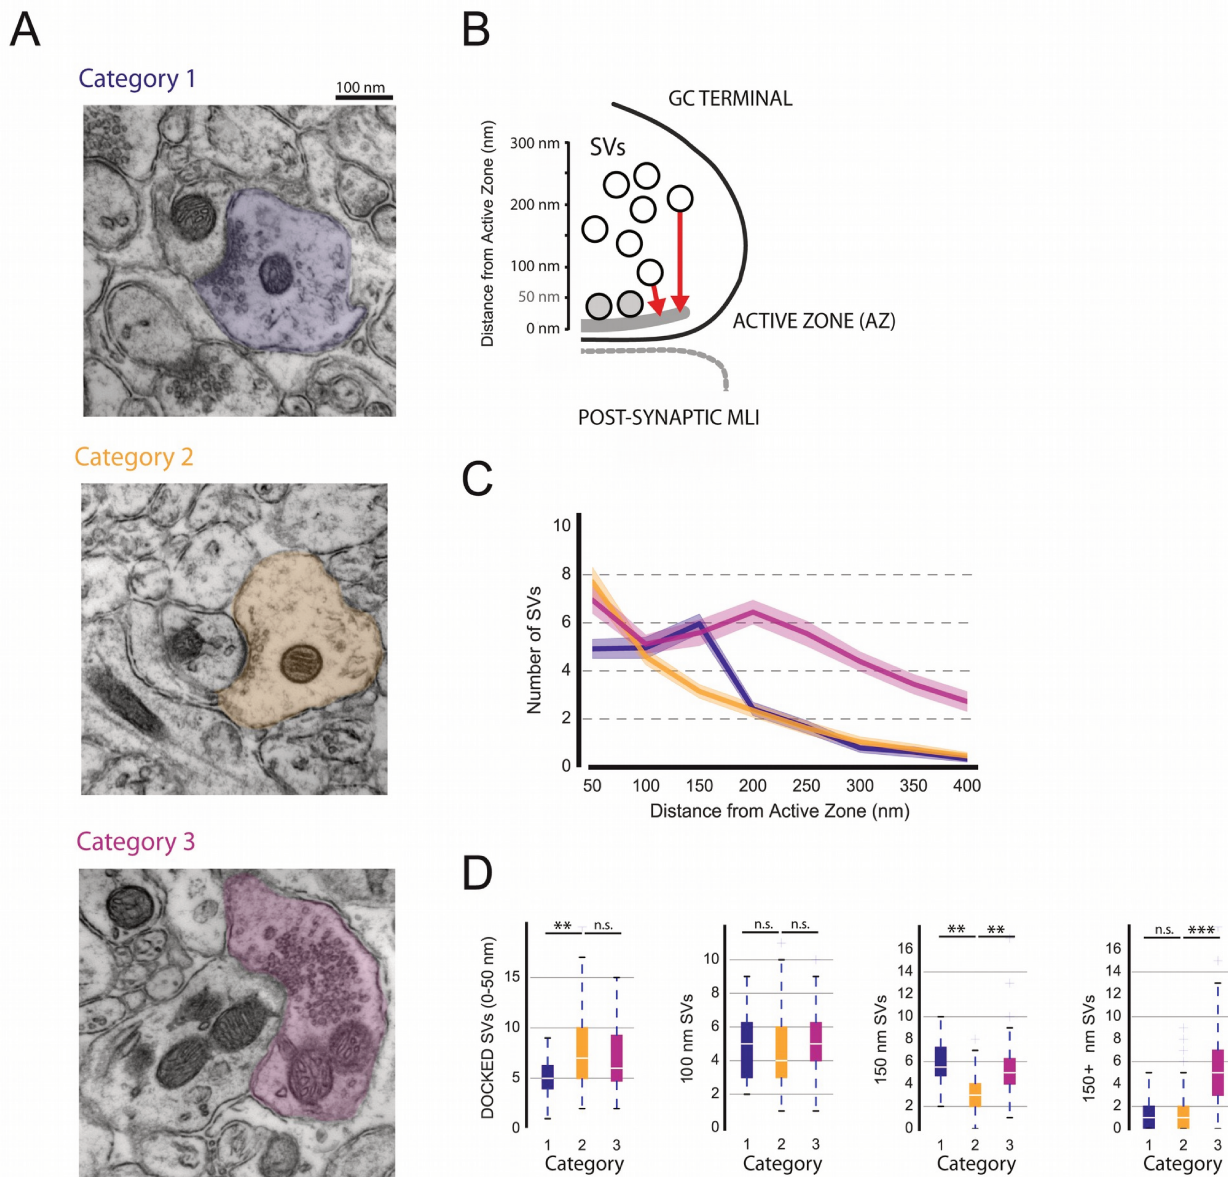 A
Category 1
100 nm
Category 2
Category 3
B
GC TERMINAL
Distance from Active Zone (nm)
300 nm
200 nm
100 nm
50 nm
0 nm
SVs
ACTIVE ZONE (AZ)
POST-SYNAPTIC MLI
C
Number of SVs
10
8
6
4
2
0
50 100 150 200 250 300 350 400
Distance from Active Zone (nm)
D
DOCKED SVs (0-50 nm)
** n.s.
15
10
5
0
1 2 3
Category
100 nm SVs
n.s. n.s.
10
8
6
4
2
0
1 2 3
Category
150 nm SVs
** **
16
14
12
10
8
6
4
2
0
1 2 3
Category
150+ nm SVs
n.s. ***
16
14
12
10
8
6
4
2
0
1 2 3
Category